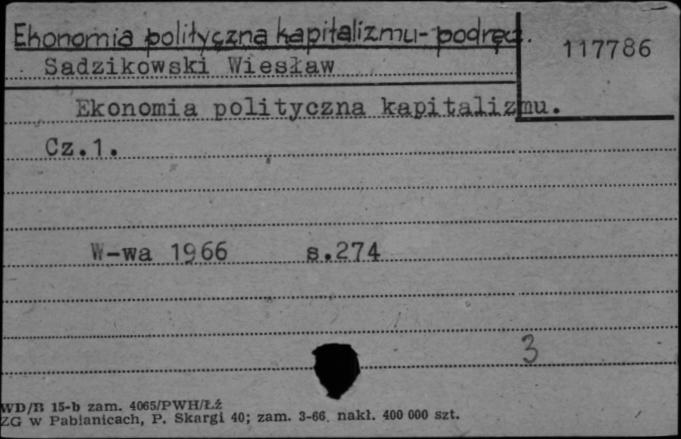 Ekonomia polityczna kapitalizmu-podręcz.
117786
Sadzikowski Wiesław
Ekonomia polityczna kapitalizmu.
Cz.1.
W-wa 1966 s.274
3
WD/B 15-b zam. 4065/PWH/Łź
ZG w Pabianicach, P. Skargi 40; zam. 3-66. nakł. 400 000 szt.